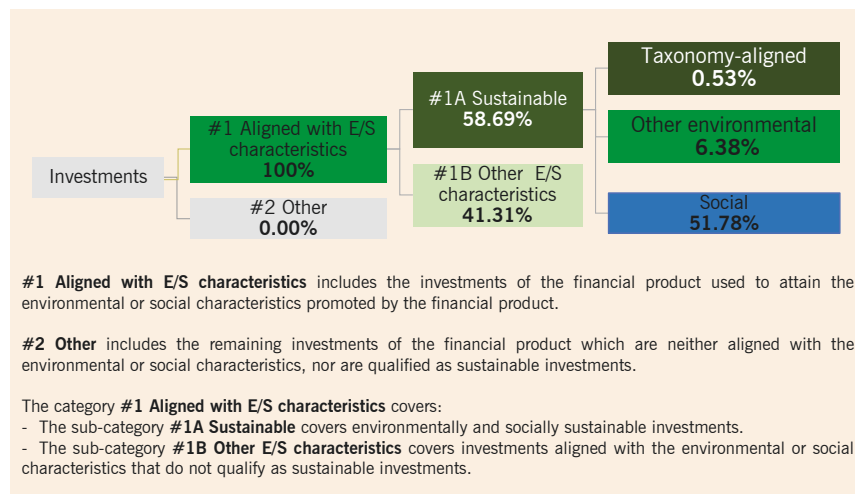 Taxonomy-aligned
0.53%
#1A Sustainable
58.69%
#1 Aligned with E/S
characteristics
100%
Other environmental
6.38%
Investments
#1B Other E/S
characteristics
41.31%
#2 Other
0.00%
Social
51.78%
#1 Aligned with E/S characteristics includes the investments of the financial product used to attain the
environmental or social characteristics promoted by the financial product.
#2 Other includes the remaining investments of the financial product which are neither aligned with the
environmental or social characteristics, nor are qualified as sustainable investments.
The category #1 Aligned with E/S characteristics covers:
- The sub-category #1A Sustainable covers environmentally and socially sustainable investments.
- The sub-category #1B Other E/S characteristics covers investments aligned with the environmental or social
characteristics that do not qualify as sustainable investments.